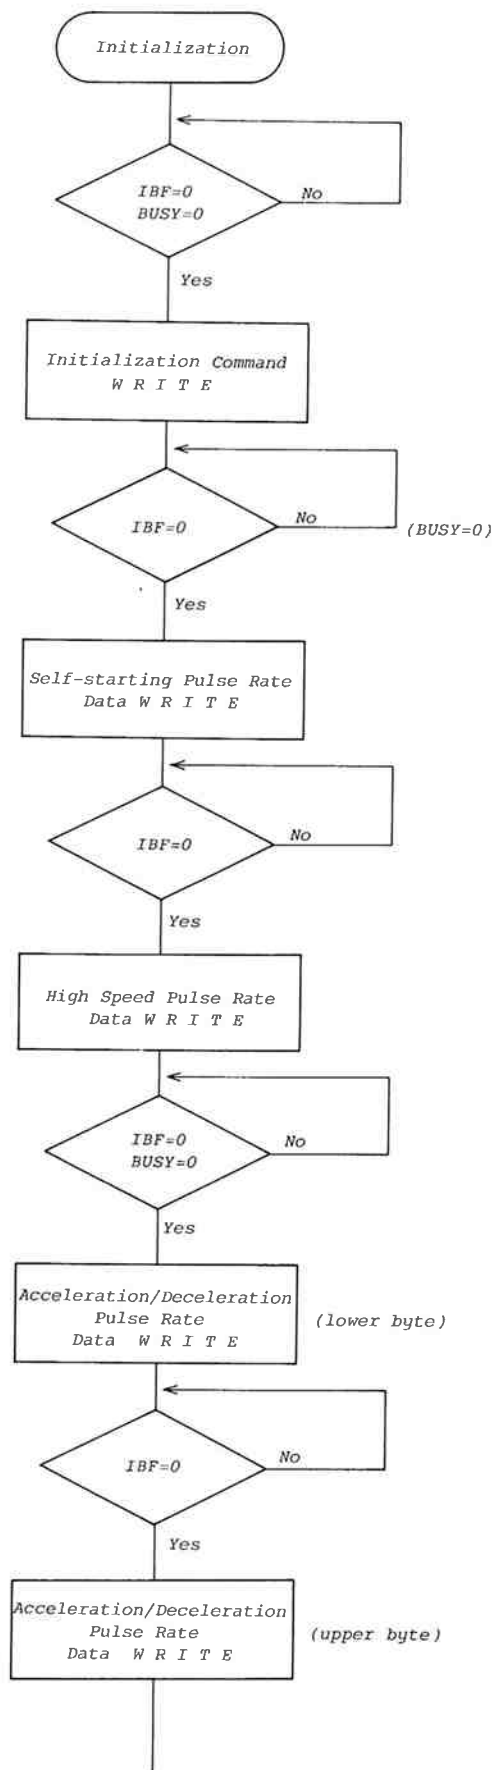 Initialization
IBF=0
BUSY=0
No
Yes
Initialization Command
W R I T E
IBF=0
No
(BUSY=0)
Yes
Self-starting Pulse Rate
Data W R I T E
IBF=0
No
Yes
High Speed Pulse Rate
Data W R I T E
IBF=0
BUSY=0
No
Yes
Acceleration/Deceleration
Pulse Rate
Data W R I T E
(lower byte)
IBF=0
No
Yes
Acceleration/Deceleration
Pulse Rate
Data W R I T E
(upper byte)